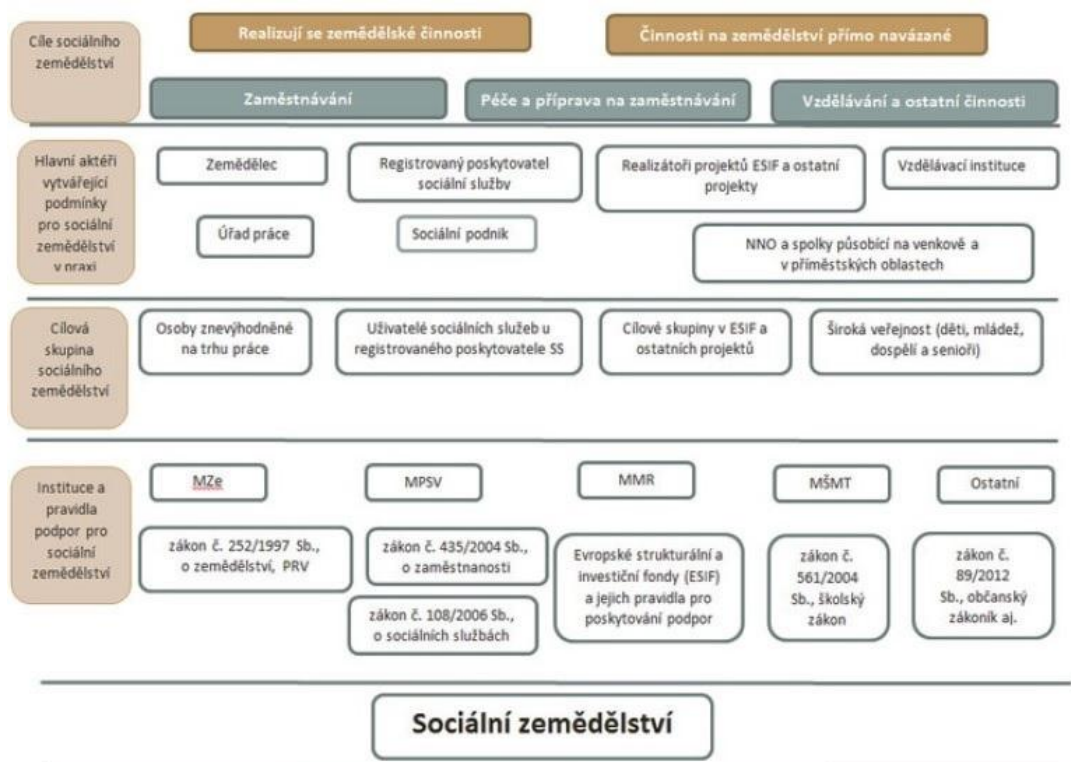 Cíle sociálního
zemědělství
Realizují se zemědělské činnosti
Činnosti na zemědělství přímo navázané
Zaměstnávání
Péče a příprava na zaměstnávání
Vzdělávání a ostatní činnosti
Hlavní aktéři
vytvářející
podmínky
pro sociální
zemědělství
v praxi
Zemědělec
Registrovaný poskytovatel
sociální služby
Realizátoři projektů ESIF a ostatní
projekty
Vzdělávací instituce
Úřad práce
Sociální podnik
NNO a spolky působící na venkově a
v příměstských oblastech
Cílová
skupina
sociálního
zemědělství
Osoby znevýhodněné
na trhu práce
Uživatelé sociálních služeb u
registrovaného poskytovatele SS
Cílové skupiny v ESIF a
ostatních projektů
Široká veřejnost (děti, mládež,
dospělí a senioři)
Instituce a
pravidla
podpor pro
sociální
zemědělství
MZe
MPSV
MMR
MŠMT
Ostatní
zákon č. 252/1997 Sb.,
o zemědělství, PRV
zákon č. 435/2004 Sb.,
o zaměstnanosti
zákon č. 108/2006 Sb.,
o sociálních službách
Evropské strukturální a
investiční fondy (ESIF)
a jejich pravidla pro
poskytování podpor
zákon č.
561/2004
Sb., školský
zákon
zákon č.
89/2012
Sb., občanský
zákoník aj.
Sociální zemědělství